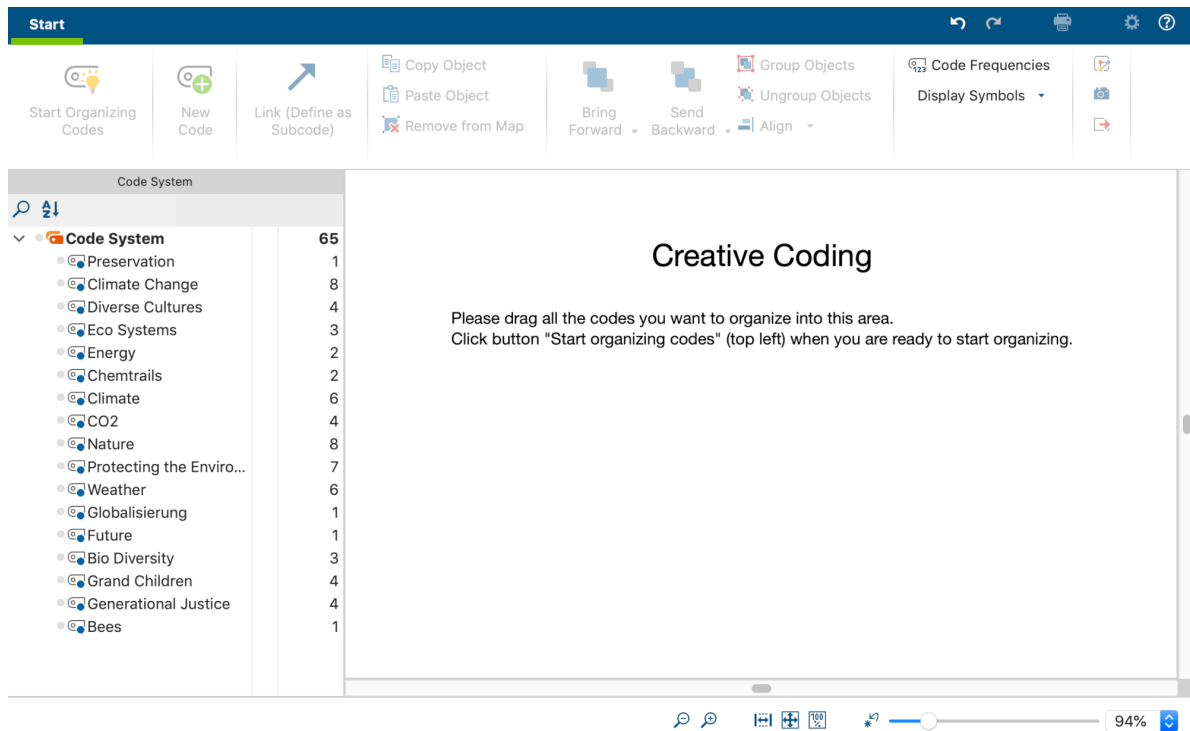 Start
Copy Object
Paste Object
Remove from Map
Start Organizing
Codes
New
Code
Link (Define as
Subcode)
Bring
Forward
Send
Backward
Group Objects
Ungroup Objects
Align
123 Code Frequencies
Display Symbols
Code System
Code System 65
Preservation 1
Climate Change 8
Diverse Cultures 4
Eco Systems 3
Energy 2
Chemtrails 2
Climate 6
CO2 4
Nature 8
Protecting the Enviro... 7
Weather 6
Globalisierung 1
Future 1
Bio Diversity 3
Grand Children 4
Generational Justice 4
Bees 1
Creative Coding
Please drag all the codes you want to organize into this area.
Click button "Start organizing codes" (top left) when you are ready to start organizing.
100
%
94%